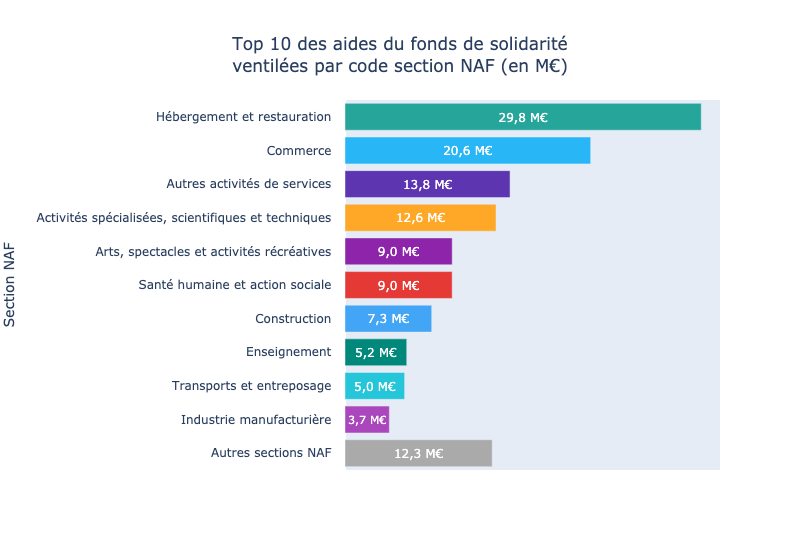 Top 10 des aides du fonds de solidarité
ventilées par code section NAF (en M€)
Section NAF
Hébergement et restauration 29,8 M€
Commerce 20,6 M€
Autres activités de services 13,8 M€
Activités spécialisées, scientifiques et techniques 12,6 M€
Arts, spectacles et activités récréatives 9,0 M€
Santé humaine et action sociale 9,0 M€
Construction 7,3 M€
Enseignement 5,2 M€
Transports et entreposage 5,0 M€
Industrie manufacturière 3,7 M€
Autres sections NAF 12,3 M€